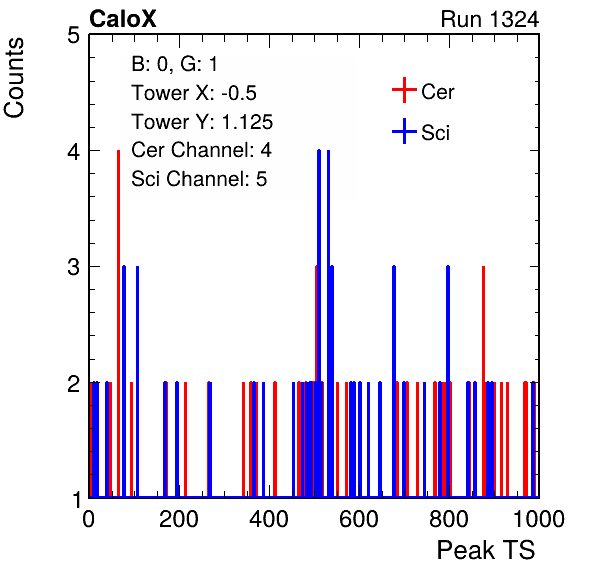 CaloX Run 1324
Counts
B: 0, G: 1
Tower X: -0.5
Tower Y: 1.125
Cer Channel: 4
Sci Channel: 5
Cer
Sci
5
4
3
2
1
0 200 400 600 800 1000
Peak TS